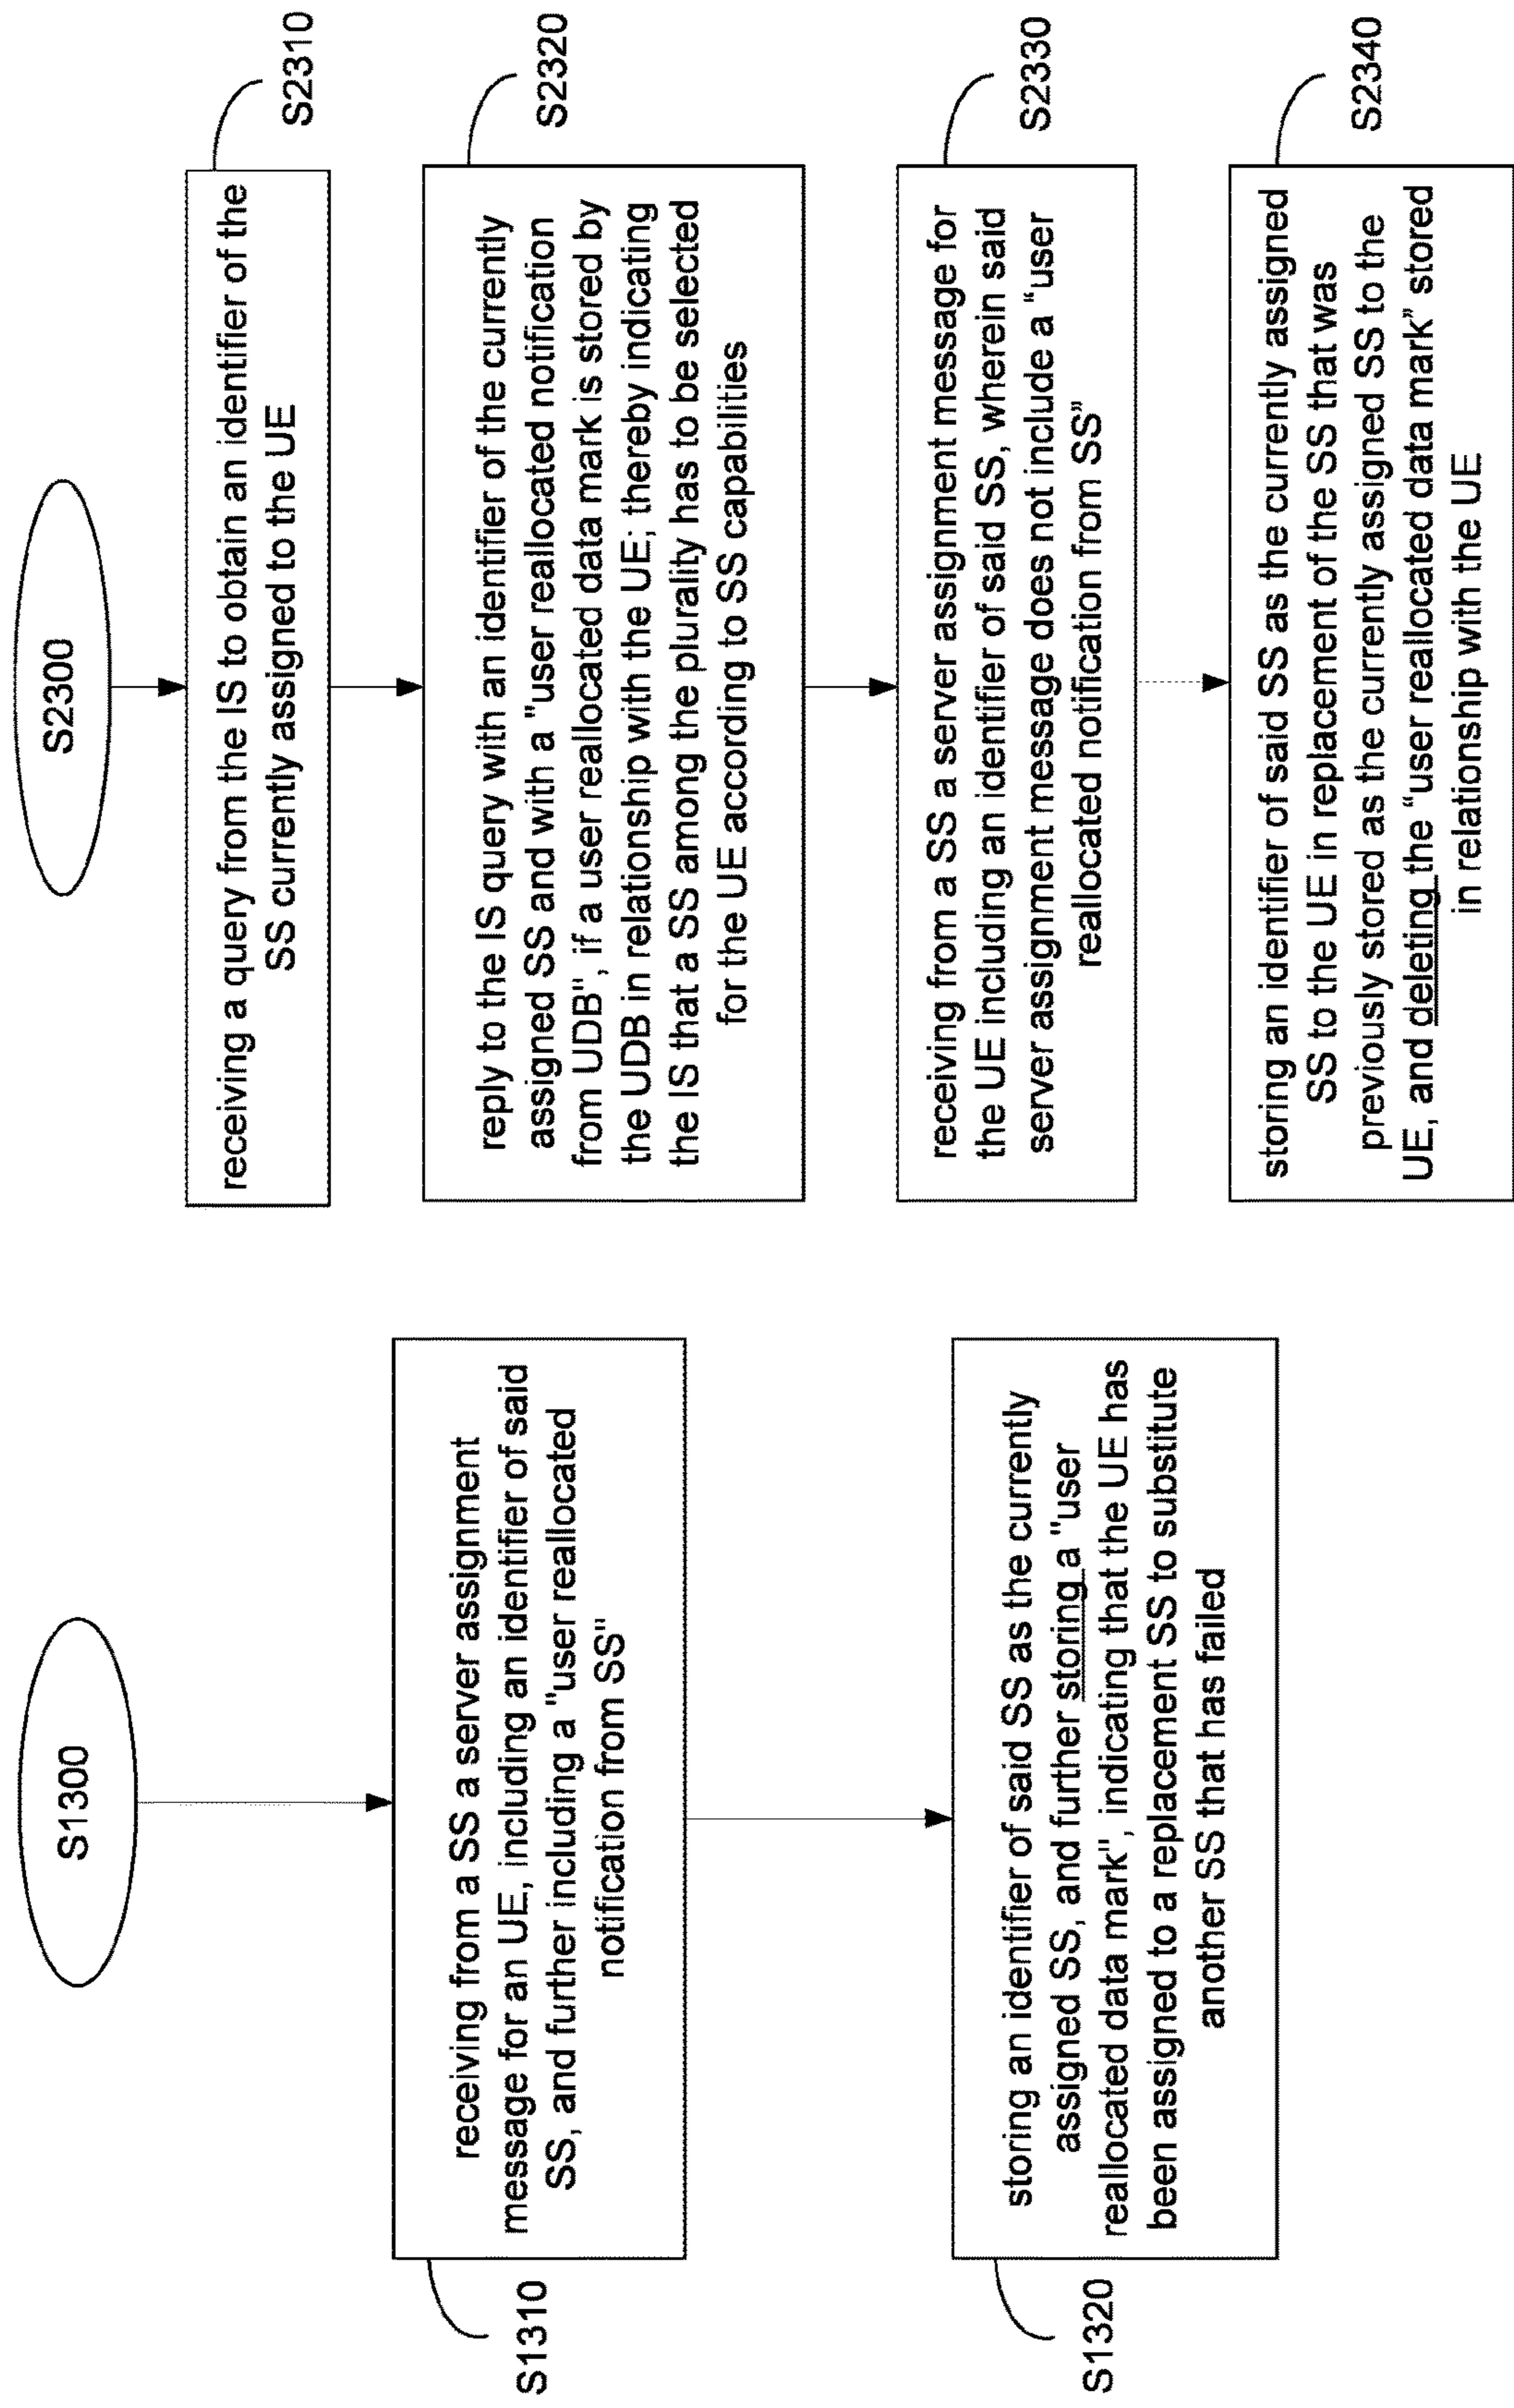 S1300
S1310
receiving from a SS a server assignment
message for an UE, including an identifier of said
SS, and further including a "user reallocated
notification from SS"
S1320
storing an identifier of said SS as the currently
assigned SS, and further storing a "user
reallocated data mark", indicating that the UE has
been assigned to a replacement SS to substitute
another SS that has failed
S2300
S2310
receiving a query from the IS to obtain an identifier of the
SS currently assigned to the UE
S2320
reply to the IS query with an identifier of the currently
assigned SS and with a "user reallocated notification
from UDB", if a user reallocated data mark is stored by
the UDB in relationship with the UE; thereby indicating
the IS that a SS among the plurality has to be selected
for the UE according to SS capabilities
S2330
receiving from a SS a server assignment message for
the UE including an identifier of said SS, wherein said
server assignment message does not include a “user
reallocated notification from SS”
S2340
storing an identifier of said SS as the currently assigned
SS to the UE in replacement of the SS that was
previously stored as the currently assigned SS to the
UE, and deleting the “user reallocated data mark” stored
in relationship with the UE